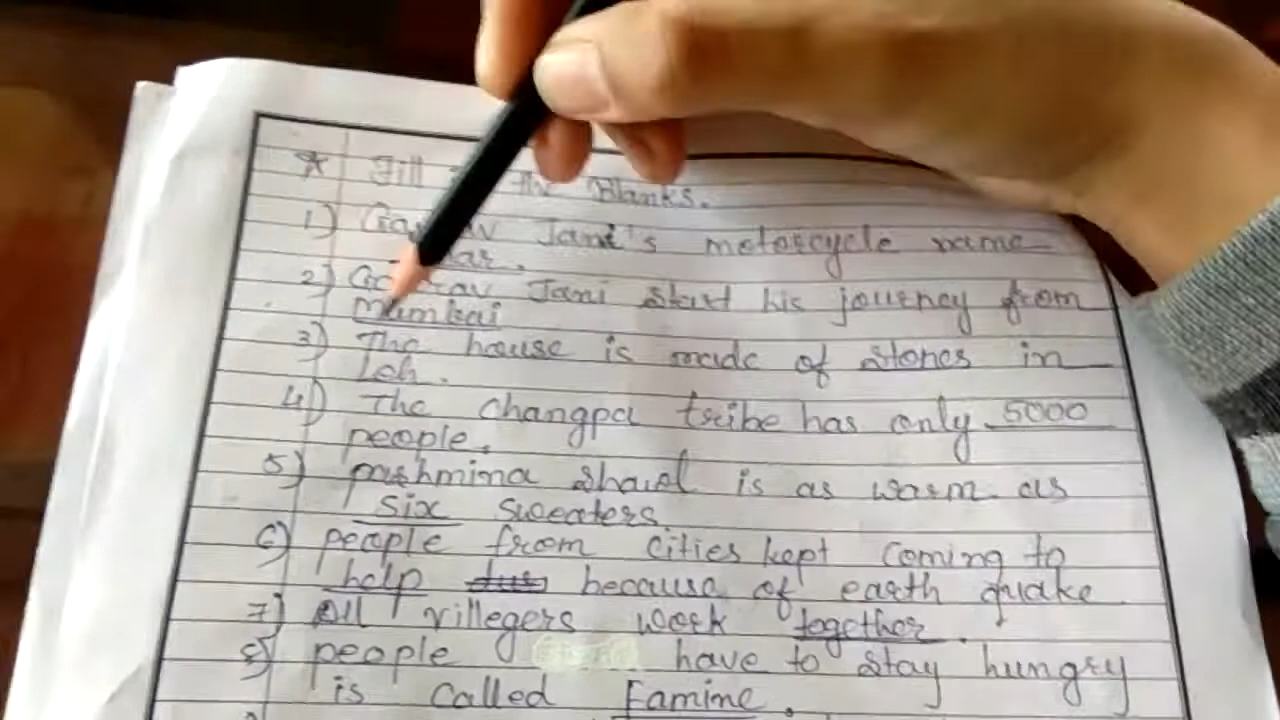 * Fill the Blanks.
1) Jani's motorcycle name
2) Jani start his journey from
Mumbai
3) The house is made of stones in
Leh.
4) The Changpa tribe has only 5000
people.
5) pashmina shawl is as warm as
six sweaters.
6) people from cities kept coming to
help because of earth quake
7) All villegers work together.
8) people have to stay hungry
is called Famine.